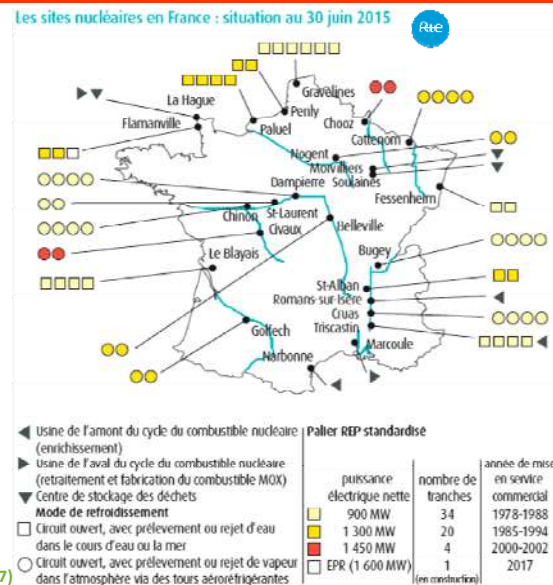 Les sites nucléaires en France : situation au 30 juin 2015
Rte
Gravelines
La Hague
Penly
Flamanville
Paluel
Chooz
Cattenom
Nogent
Morvilliers
Dampierre
Soulaines
Fessenheim
St-Laurent
Chinon
Civaux
Belleville
Bugey
Le Blayais
St-Alban
Romans-sur-Isère
Cruas
Golfech
Triscastin
Narbonne
Marcoule
Usine de l'amont du cycle du combustible nucléaire
(enrichissement)
Usine de l'aval du cycle du combustible nucléaire
(retraitement et fabrication du combustible MOX)
Centre de stockage des déchets
Mode de refroidissement
Circuit ouvert, avec prélèvement ou rejet d'eau
dans le cours d'eau ou la mer
Circuit ouvert, avec prélèvement ou rejet de vapeur
dans l'atmosphère via des tours aéroréfrigérantes
7)
Palier REP standardisé
puissance électrique nette
nombre de tranches
année de mise en service commercial
900 MW 34 1978-1988
1 300 MW 20 1985-1994
1 450 MW 4 2000-2002
EPR (1 600 MW) 1 2017
(en construction)